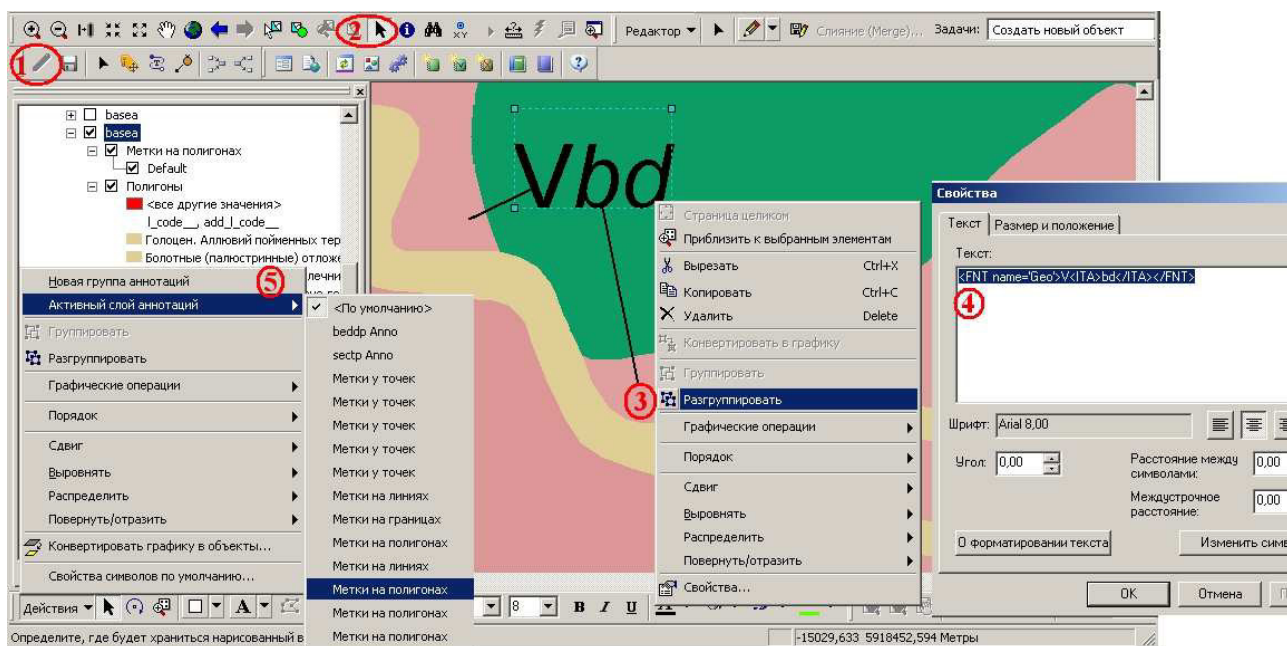 2 Редактор Слияние (Merge)... Задачи: Создать новый объект
1
basea
basea
Метки на полигонах
Default
Полигоны
<все другие значения>
l_code__, add_l_code__
Голоцен. Аллювий пойменных тер
Болотные (палюстринные) отложе
Новая группа аннотаций 5
Активный слой аннотаций
Группировать
Разгруппировать
Графические операции
Порядок
Сдвиг
Выровнять
Распределить
Повернуть/отразить
Конвертировать графику в объекты...
Свойства символов по умолчанию...
<По умолчанию>
beddp Anno
sectp Anno
Метки у точек
Метки у точек
Метки у точек
Метки у точек
Метки у точек
Метки на линиях
Метки на границах
Метки на полигонах
Метки на линиях
Метки на полигонах
Метки на полигонах
Метки на полигонах
Vbd
Страница целиком
Приблизить к выбранным элементам
Вырезать Ctrl+X
Копировать Ctrl+C
Удалить Delete
Конвертировать в графику
Группировать
3 Разгруппировать
Графические операции
Порядок
Сдвиг
Выровнять
Распределить
Повернуть/отразить
Свойства...
Свойства
Текст Размер и положение
Текст:
<FNT name='Geo'>V<ITA>bd</ITA></FNT>
4
Шрифт: Arial 8,00
Угол: 0,00 Расстояние между символами: 0,00
Междустрочное расстояние: 0,00
О форматировании текста Изменить симв
ОК Отмена
Действия A 8 B I U A
Определите, где будет храниться нарисованный в -15029,633 5918452,594 Метры